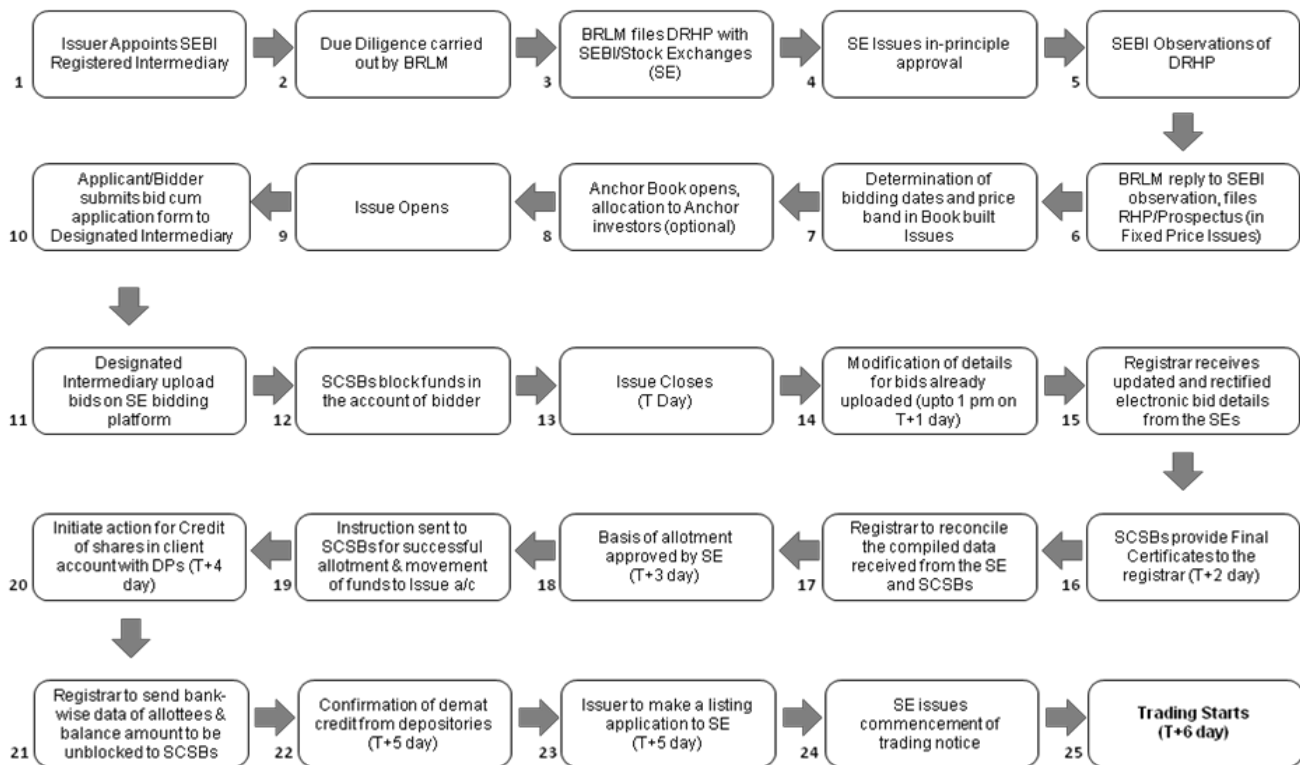 Issuer Appoints SEBI
Registered Intermediary
1
Due Diligence carried
out by BRLM
2
BRLM files DRHP with
SEBI/Stock Exchanges
(SE)
3
SE Issues in-principle
approval
4
SEBI Observations of
DRHP
5
BRLM reply to SEBI
observation, files
RHP/Prospectus (in
Fixed Price Issues)
6
Determination of
bidding dates and price
band in Book built
Issues
7
Anchor Book opens,
allocation to Anchor
investors (optional)
8
Issue Opens
9
Applicant/Bidder
submits bid cum
application form to
Designated Intermediary
10
Designated
Intermediary upload
bids on SE bidding
platform
11
SCSBs block funds in
the account of bidder
12
Issue Closes
(T Day)
13
Modification of details
for bids already
uploaded (upto 1 pm on
T+1 day)
14
Registrar receives
updated and rectified
electronic bid details
from the SEs
15
SCSBs provide Final
Certificates to the
registrar (T+2 day)
16
Registrar to reconcile
the compiled data
received from the SE
and SCSBs
17
Basis of allotment
approved by SE
(T+3 day)
18
Instruction sent to
SCSBs for successful
allotment & movement
of funds to Issue a/c
19
Initiate action for Credit
of shares in client
account with DPs (T+4
day)
20
Registrar to send bank-
wise data of allottees &
balance amount to be
unblocked to SCSBs
21
Confirmation of demat
credit from depositories
(T+5 day)
22
Issuer to make a listing
application to SE
(T+5 day)
23
SE issues
commencement of
trading notice
24
Trading Starts
(T+6 day)
25